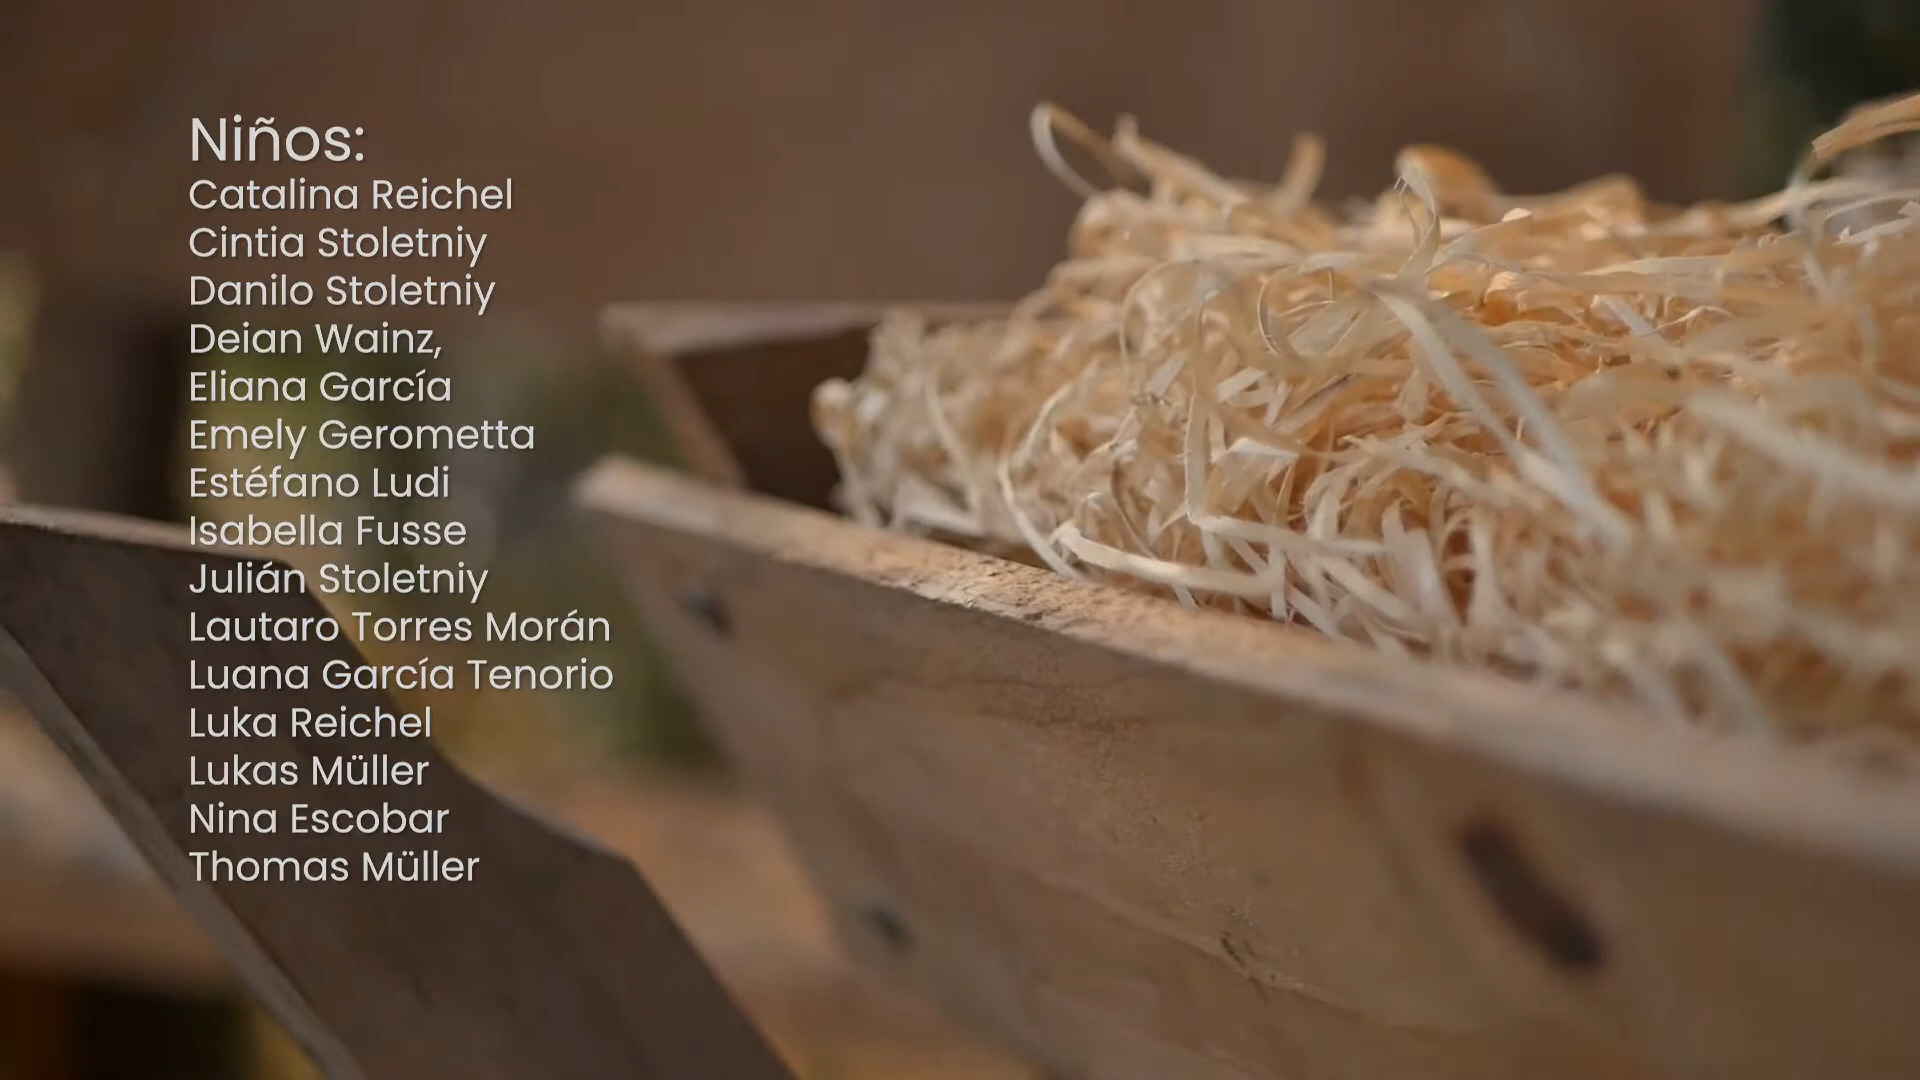 Niños:
Catalina Reichel
Cintia Stoletniy
Danilo Stoletniy
Deian Wainz,
Eliana García
Emely Gerometta
Estéfano Ludi
Isabella Fusse
Julián Stoletniy
Lautaro Torres Morán
Luana García Tenorio
Luka Reichel
Lukas Müller
Nina Escobar
Thomas Müller